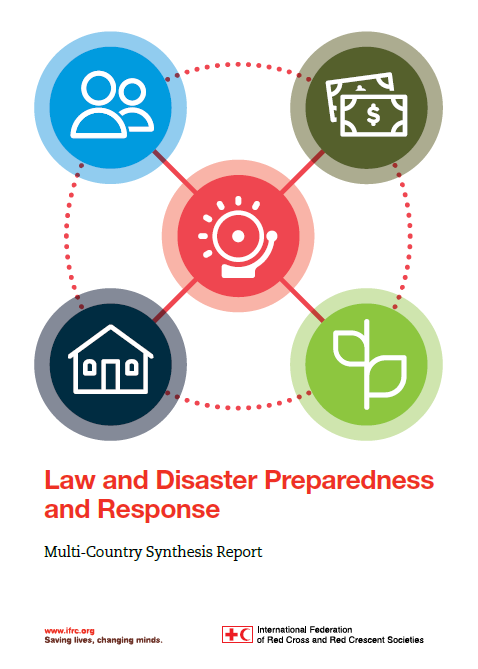 $
Law and Disaster Preparedness
and Response
Multi-Country Synthesis Report
www.ifrc.org
Saving lives, changing minds.
International Federation
of Red Cross and Red Crescent Societies